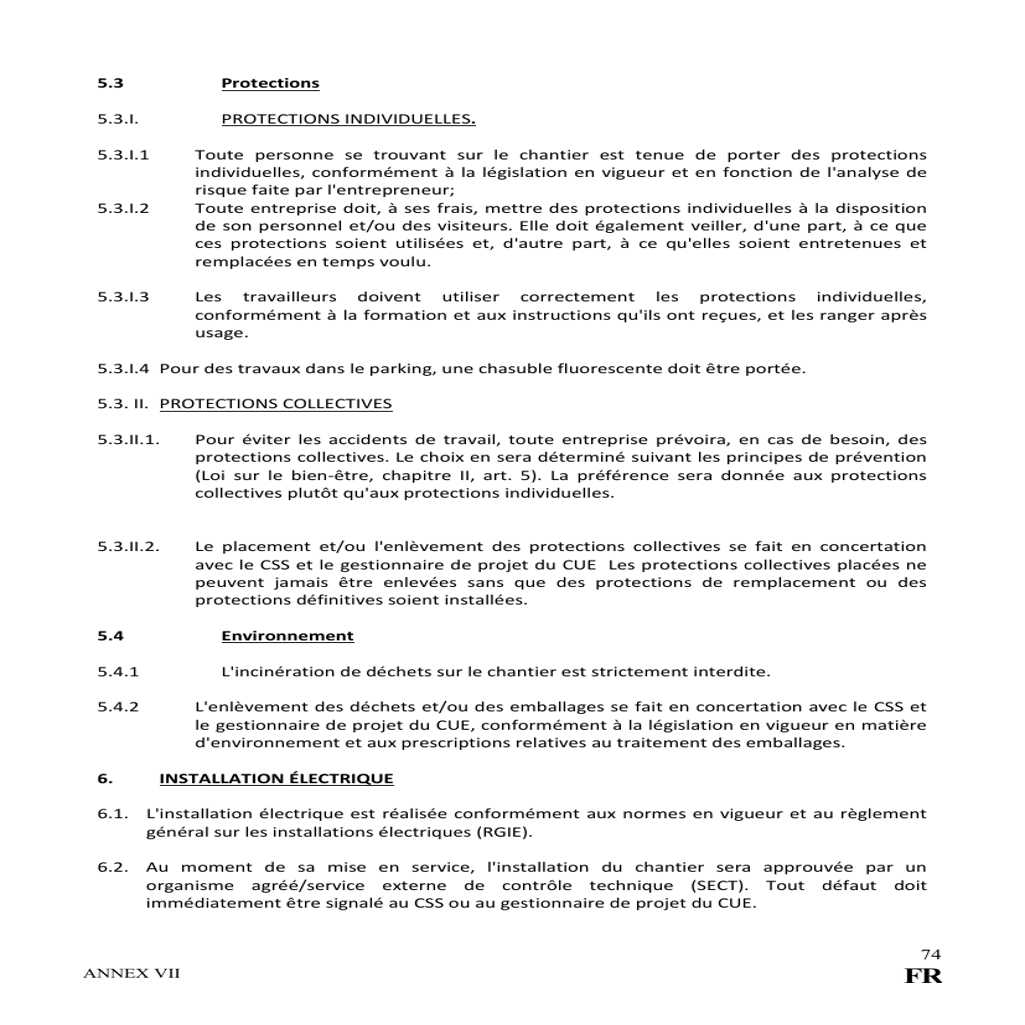 5.3 Protections
5.3.I. PROTECTIONS INDIVIDUELLES.
5.3.I.1 Toute personne se trouvant sur le chantier est tenue de porter des protections
individuelles, conformément à la législation en vigueur et en fonction de l'analyse de
risque faite par l'entrepreneur;
5.3.I.2 Toute entreprise doit, à ses frais, mettre des protections individuelles à la disposition
de son personnel et/ou des visiteurs. Elle doit également veiller, d'une part, à ce que
ces protections soient utilisées et, d'autre part, à ce qu'elles soient entretenues et
remplacées en temps voulu.
5.3.I.3 Les travailleurs doivent utiliser correctement les protections individuelles,
conformément à la formation et aux instructions qu'ils ont reçues, et les ranger après
usage.
5.3.I.4 Pour des travaux dans le parking, une chasuble fluorescente doit être portée.
5.3. II. PROTECTIONS COLLECTIVES
5.3.II.1. Pour éviter les accidents de travail, toute entreprise prévoira, en cas de besoin, des
protections collectives. Le choix en sera déterminé suivant les principes de prévention
(Loi sur le bien-être, chapitre II, art. 5). La préférence sera donnée aux protections
collectives plutôt qu'aux protections individuelles.
5.3.II.2. Le placement et/ou l'enlèvement des protections collectives se fait en concertation
avec le CSS et le gestionnaire de projet du CUE Les protections collectives placées ne
peuvent jamais être enlevées sans que des protections de remplacement ou des
protections définitives soient installées.
5.4 Environnement
5.4.1 L'incinération de déchets sur le chantier est strictement interdite.
5.4.2 L'enlèvement des déchets et/ou des emballages se fait en concertation avec le CSS et
le gestionnaire de projet du CUE, conformément à la législation en vigueur en matière
d'environnement et aux prescriptions relatives au traitement des emballages.
6. INSTALLATION ÉLECTRIQUE
6.1. L'installation électrique est réalisée conformément aux normes en vigueur et au règlement
général sur les installations électriques (RGIE).
6.2. Au moment de sa mise en service, l'installation du chantier sera approuvée par un
organisme agréé/service externe de contrôle technique (SECT). Tout défaut doit
immédiatement être signalé au CSS ou au gestionnaire de projet du CUE.
74
ANNEX VII FR